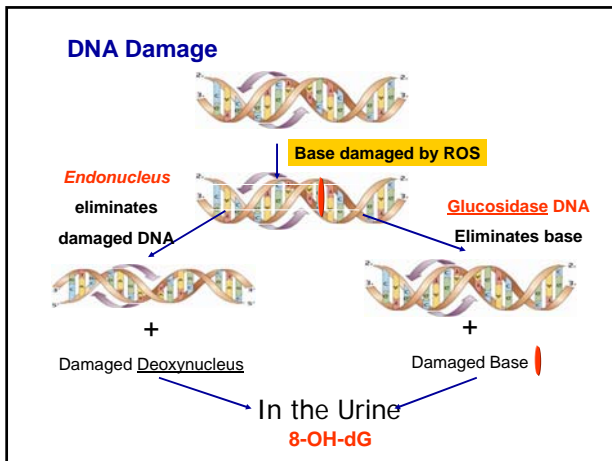 DNA Damage
Base damaged by ROS
Endonucleus
eliminates
damaged DNA
Glucosidase DNA
Eliminates base
+
+
Damaged Deoxynucleus
Damaged Base
In the Urine
8-OH-dG